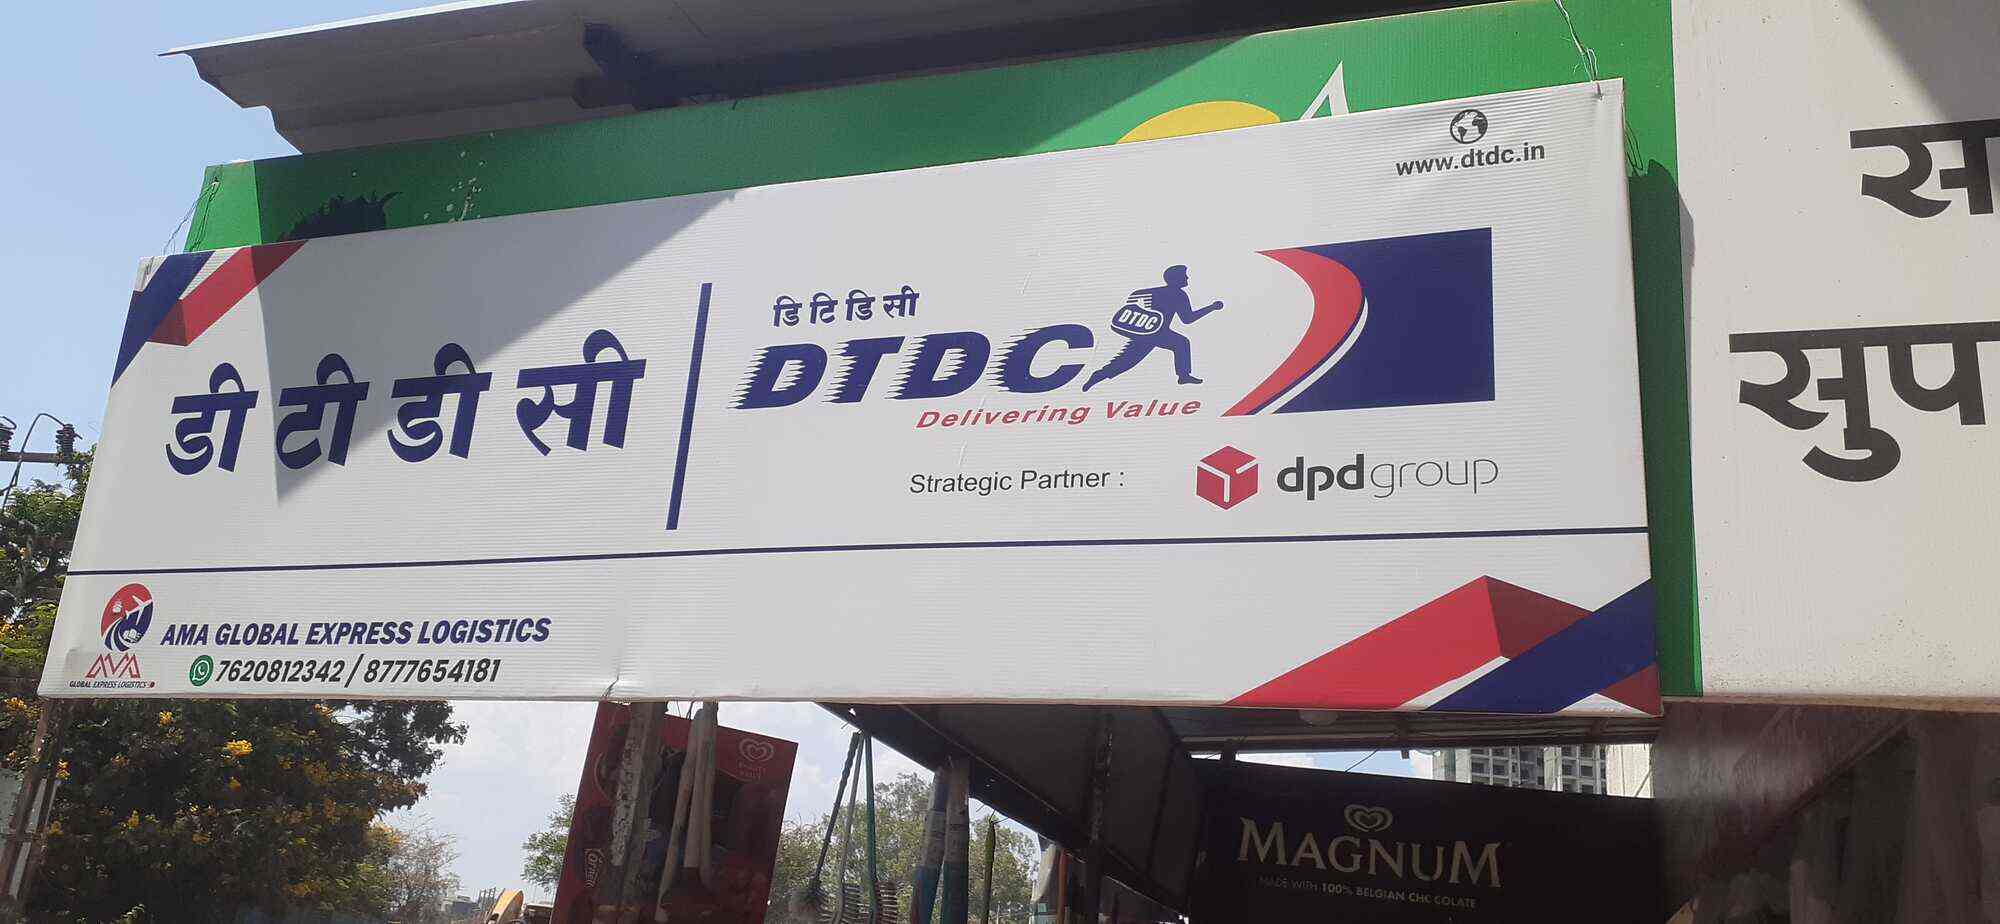 www.dtdc.in
डी टी डी सी
डि टि डि सी
DTDC
DTDC
Delivering Value
Strategic Partner : dpdgroup
AMA GLOBAL EXPRESS LOGISTICS
7620812342 / 8777654181
AMA
GLOBAL EXPRESS LOGISTICS
स
सुप
MAGNUM
MADE WITH 100% BELGIAN CHOCOLATE